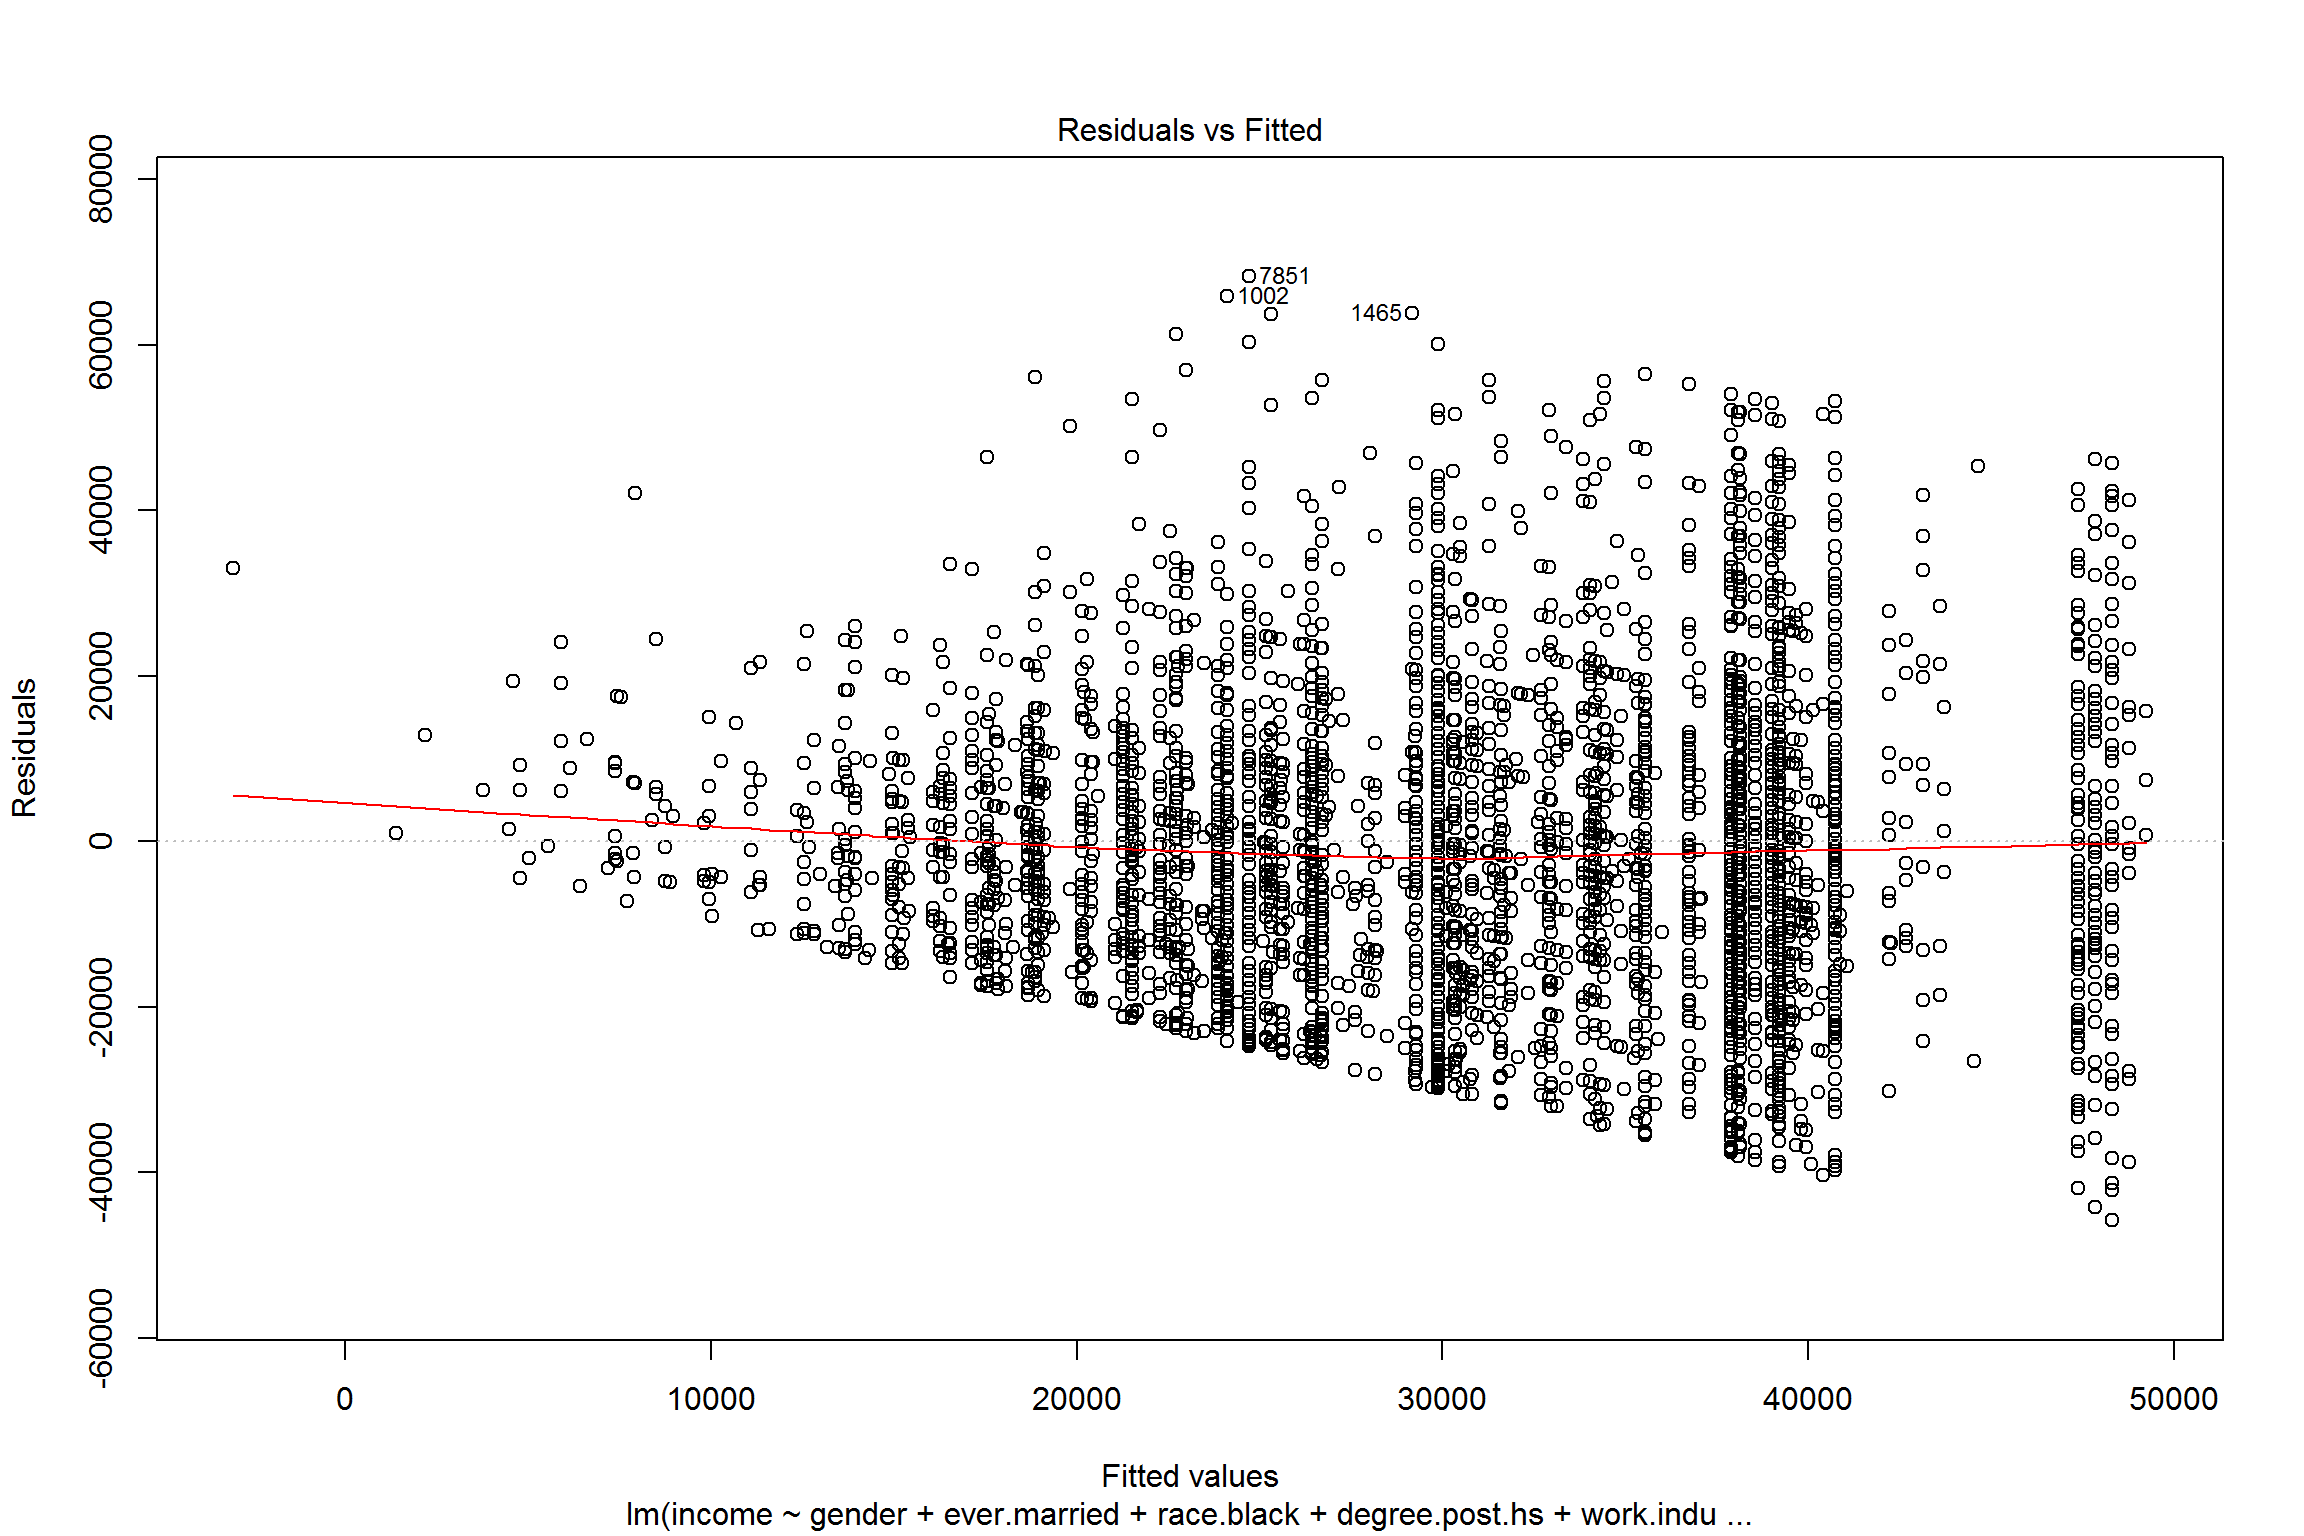 Residuals vs Fitted
80000
60000
40000
20000
0
-20000
-40000
-60000
Residuals
7851
1002
1465
0 10000 20000 30000 40000 50000
Fitted values
lm(income ~ gender + ever.married + race.black + degree.post.hs + work.indu ...